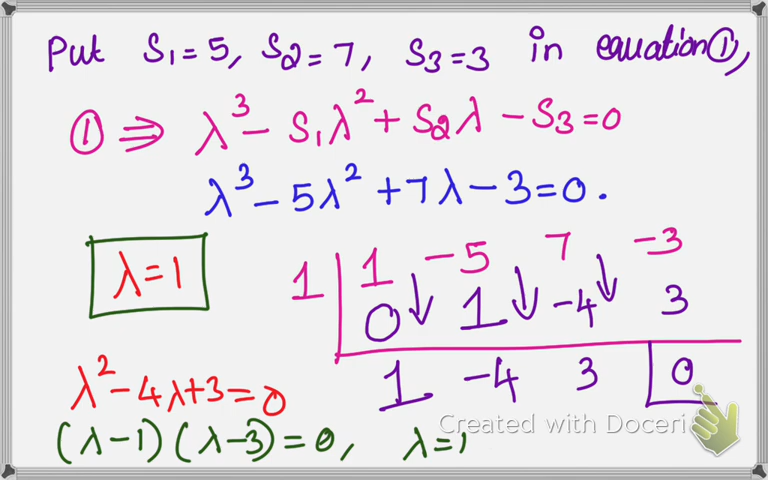 Put S₁=5, S₂=7, S₃=3 in equation①,
① ⇒ λ³ - S₁λ² + S₂λ - S₃=0
λ³ - 5λ² + 7λ - 3=0.
λ=1
1 | 1 -5 7 -3
0 ↓ 1 ↓ -4 ↓ 3
1 -4 3 0
λ² - 4λ + 3 = 0
Created with Doceri
(λ-1) (λ-3) = 0, λ=1